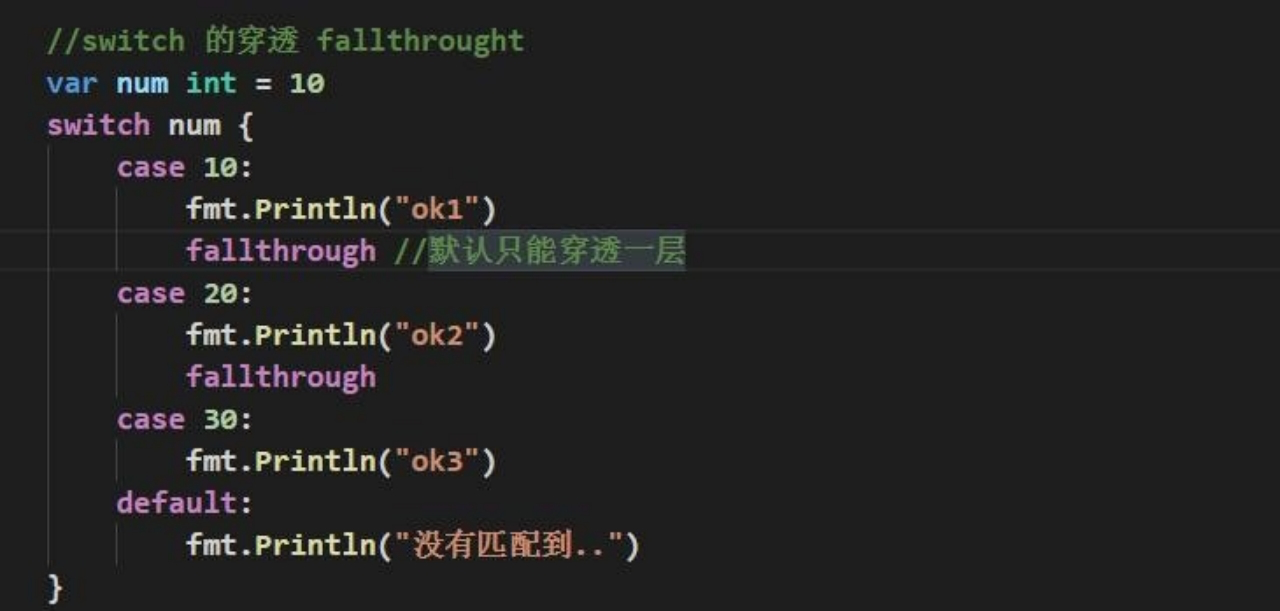 //switch 的穿透 fallthrought
var num int = 10
switch num {
case 10:
fmt.Println("ok1")
fallthrough //默认只能穿透一层
case 20:
fmt.Println("ok2")
fallthrough
case 30:
fmt.Println("ok3")
default:
fmt.Println("没有匹配到..")
}